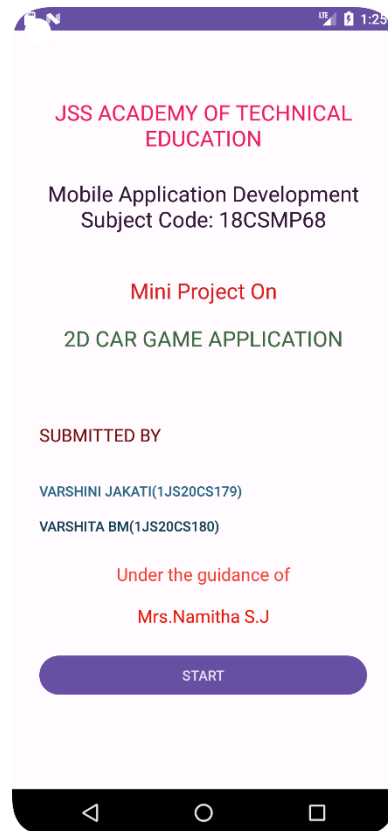 LTE 1:25
JSS ACADEMY OF TECHNICAL
EDUCATION
Mobile Application Development
Subject Code: 18CSMP68
Mini Project On
2D CAR GAME APPLICATION
SUBMITTED BY
VARSHINI JAKATI(1JS20CS179)
VARSHITA BM(1JS20CS180)
Under the guidance of
Mrs.Namitha S.J
START